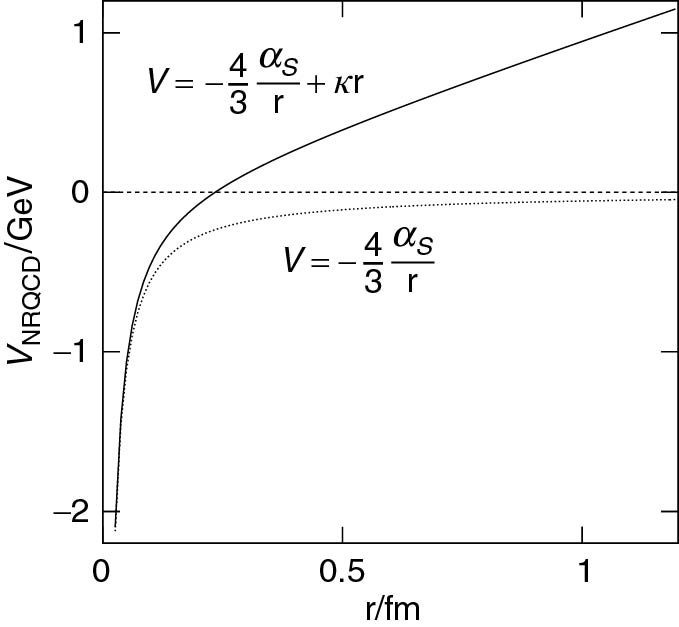 1
0
−1
−2
V_NRQCD/GeV
V = −4/3 α_S/r + κr
V = −4/3 α_S/r
0
0.5
1
r/fm